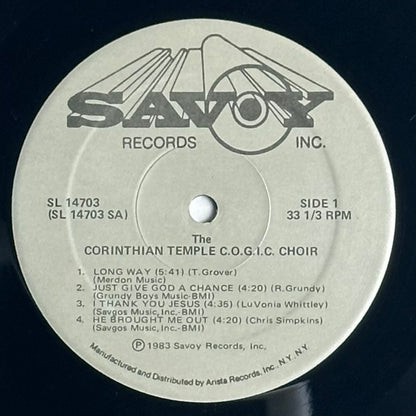 SAVOY
RECORDS INC.
SL 14703
(SL 14703 SA)
SIDE 1
33 1/3 RPM
The
CORINTHIAN TEMPLE C.O.G.I.C. CHOIR
1. LONG WAY (5:41) (T. Grover)
(Merdon Music)
2. JUST GIVE GOD A CHANCE (4:20) (R. Grundy)
(Grundy Boys Music-BMI)
3. I THANK YOU JESUS (4:35) (LuVonia Whittley)
(Savgos Music, Inc.-BMI)
4. HE BROUGHT ME OUT (4:20) (Chris Simpkins)
(Savgos Music, Inc.-BMI)
Ⓟ 1983 Savoy Records, Inc.
Manufactured and Distributed by Arista Records, Inc., N.Y., N.Y.